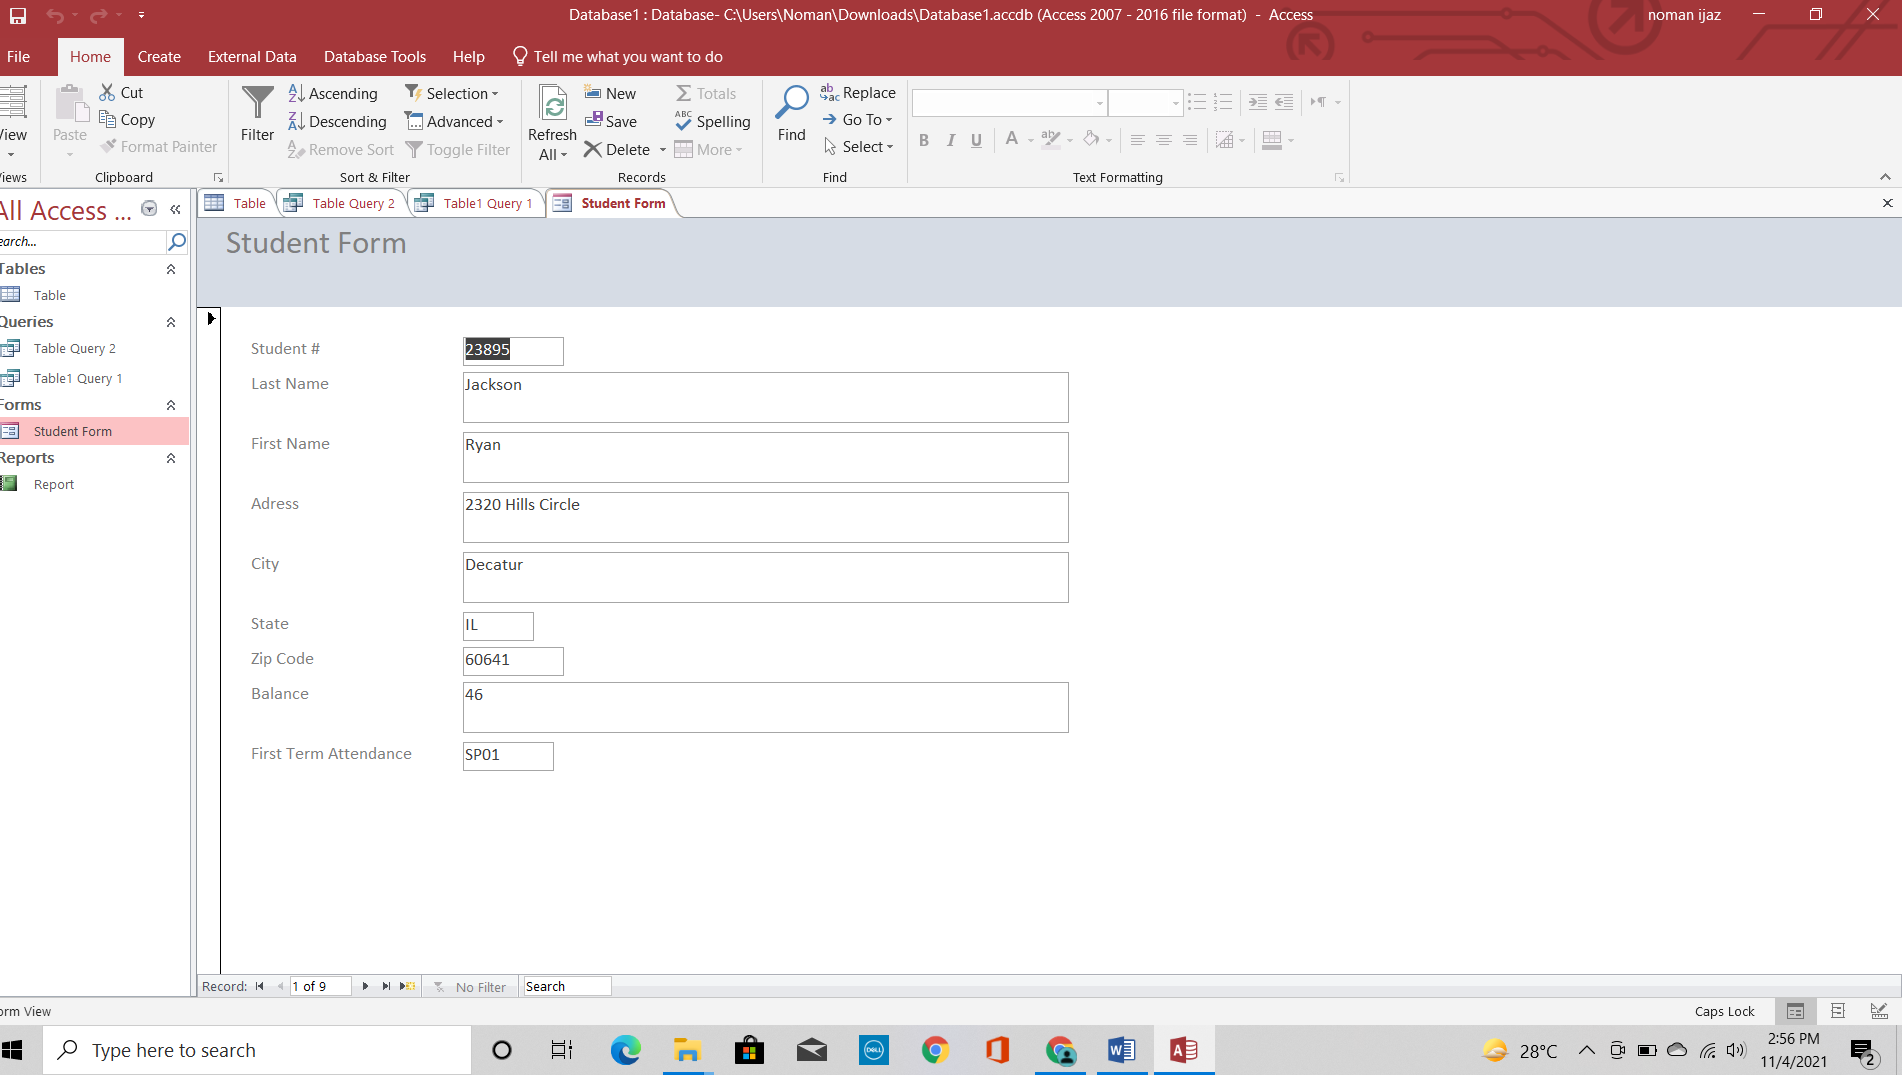 Database1 : Database- C:\Users\Noman\Downloads\Database1.accdb (Access 2007 - 2016 file format) - Access
noman ijaz
File Home Create External Data Database Tools Help Tell me what you want to do
Cut
Copy
Format Painter
Paste
Clipboard
Filter
Ascending
Descending
Remove Sort
Selection
Advanced
Toggle Filter
Sort & Filter
Refresh
All
New
Save
Delete
Totals
Spelling
More
Records
Find
Replace
Go To
Select
Find
B I U A
Text Formatting
iew
iews
All Access ...
earch...
Tables
Table
Queries
Table Query 2
Table1 Query 1
Forms
Student Form
Reports
Report
Table Table Query 2 Table1 Query 1 Student Form
Student Form
Student # 23895
Last Name Jackson
First Name Ryan
Adress 2320 Hills Circle
City Decatur
State IL
Zip Code 60641
Balance 46
First Term Attendance SP01
Record: 1 of 9 No Filter Search
orm View
Caps Lock
Type here to search
DELL
28°C
2:56 PM
11/4/2021
2